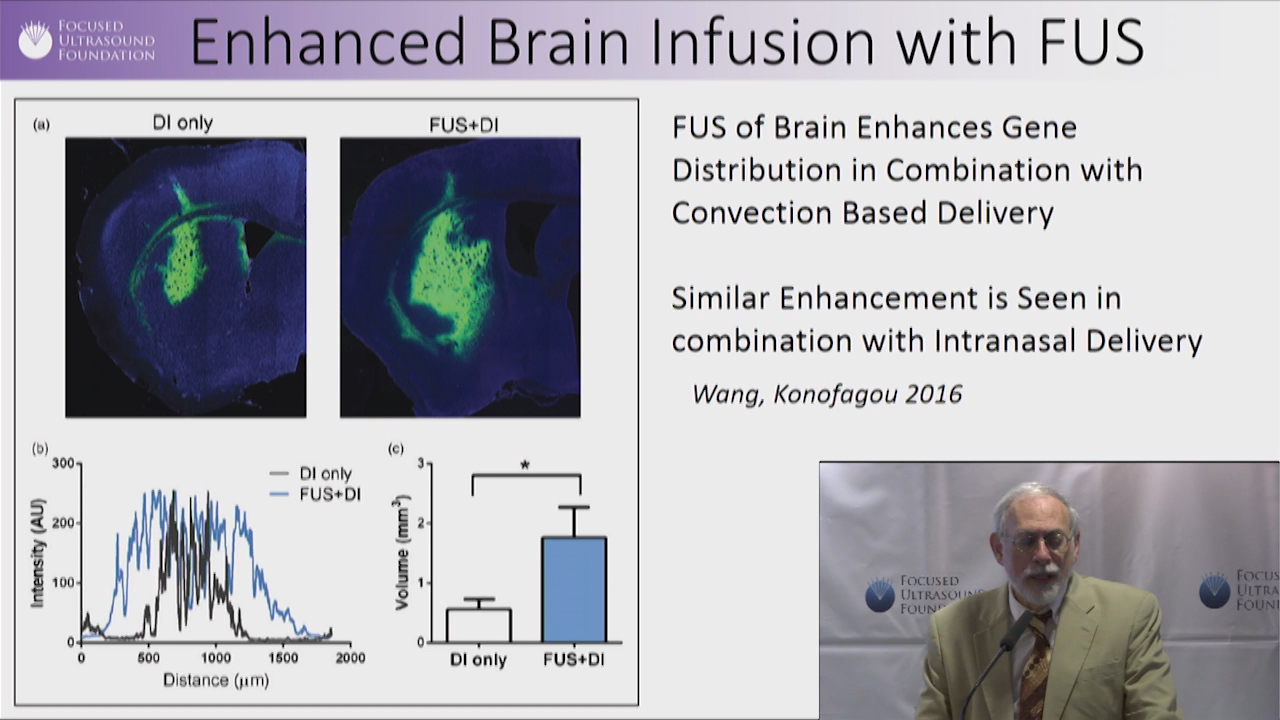 FOCUSED
ULTRASOUND
FOUNDATION
Enhanced Brain Infusion with FUS
(a)
DI only
FUS+DI
(b)
300
200
100
0
Intensity (AU)
DI only
FUS+DI
0
500
1000
1500
2000
Distance (μm)
(c)
3
2
1
0
Volume (mm³)
*
DI only
FUS+DI
FUS of Brain Enhances Gene
Distribution in Combination with
Convection Based Delivery
Similar Enhancement is Seen in
combination with Intranasal Delivery
Wang, Konofagou 2016
FOCUSED
ULTRASOUND
FOCUS
ULTRA
FOUN